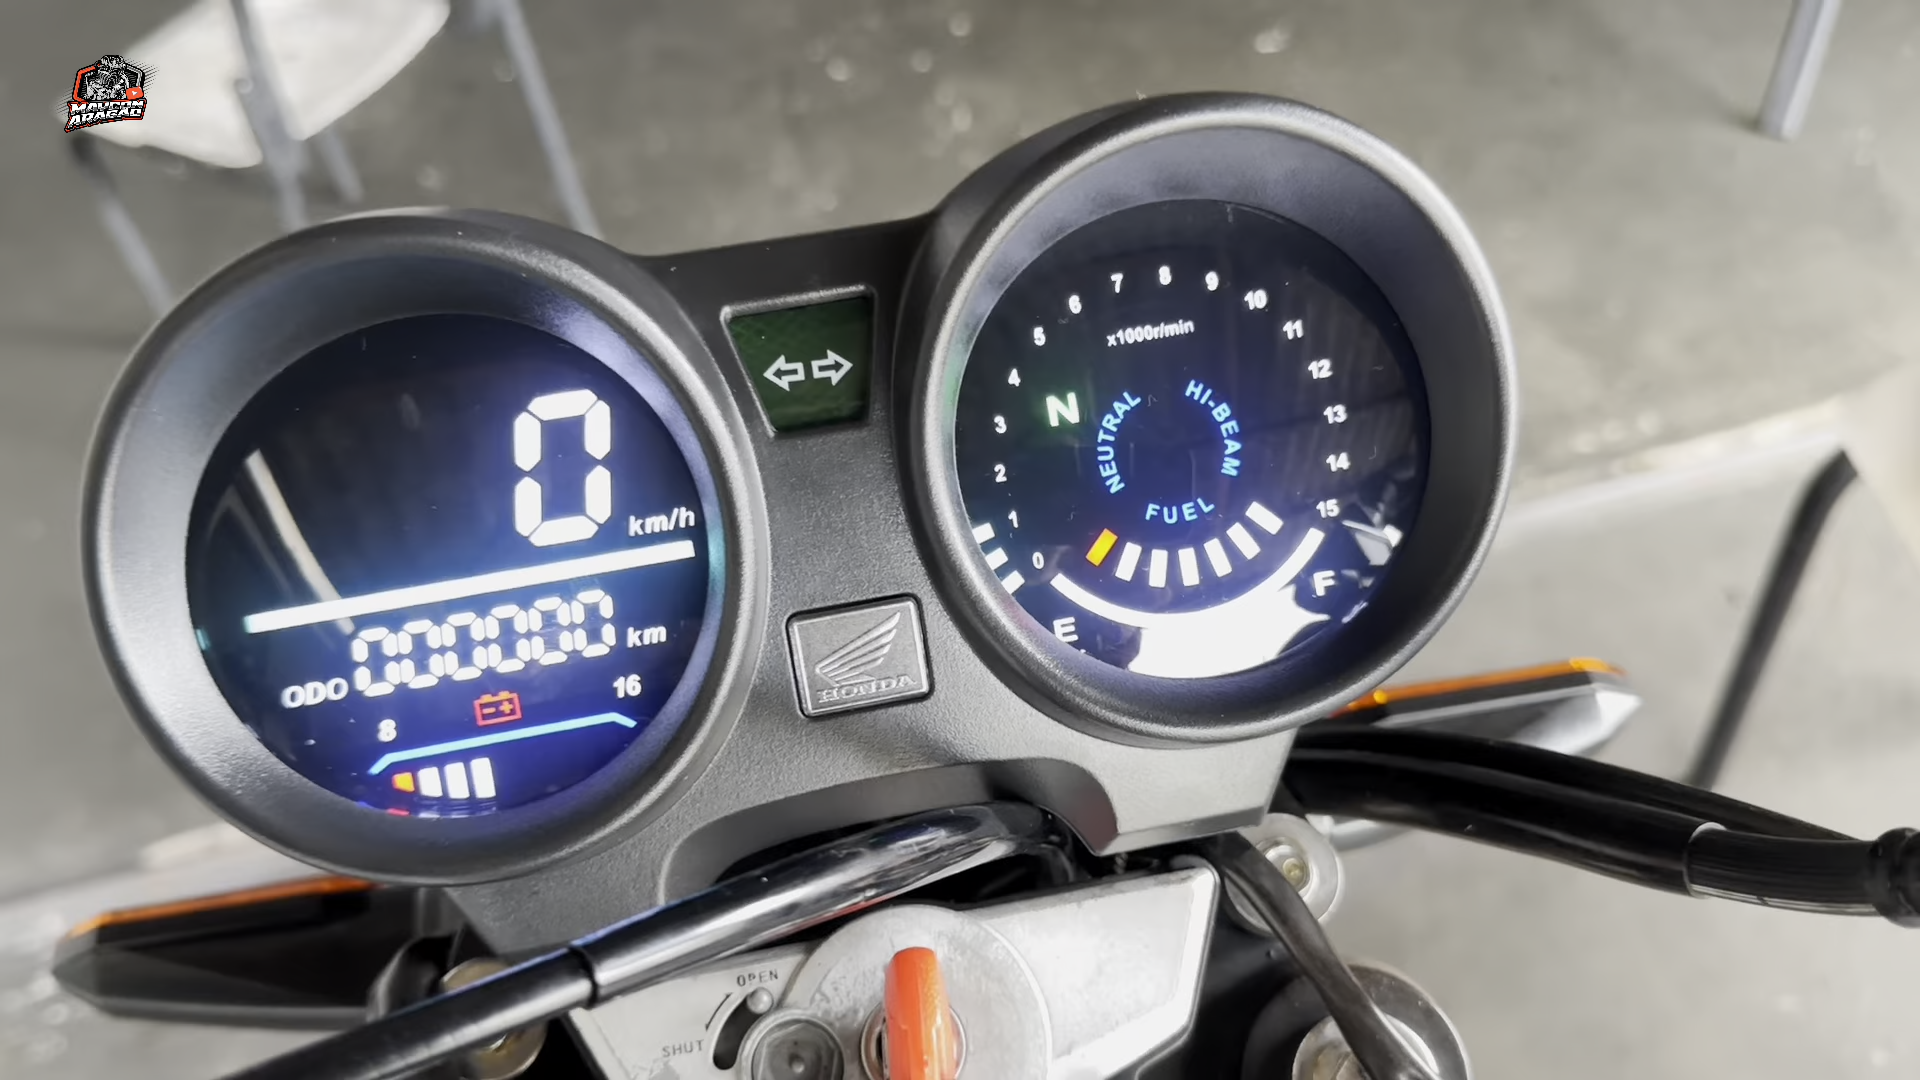 MAYCON
ARAGÃO
0
km/h
ODO 000000 km
8 16
0 1 2 3 4 5 6 7 8 9 10 11 12 13 14 15
x1000r/min
N
NEUTRAL
HI-BEAM
FUEL
E F
HONDA
OPEN
SHUT